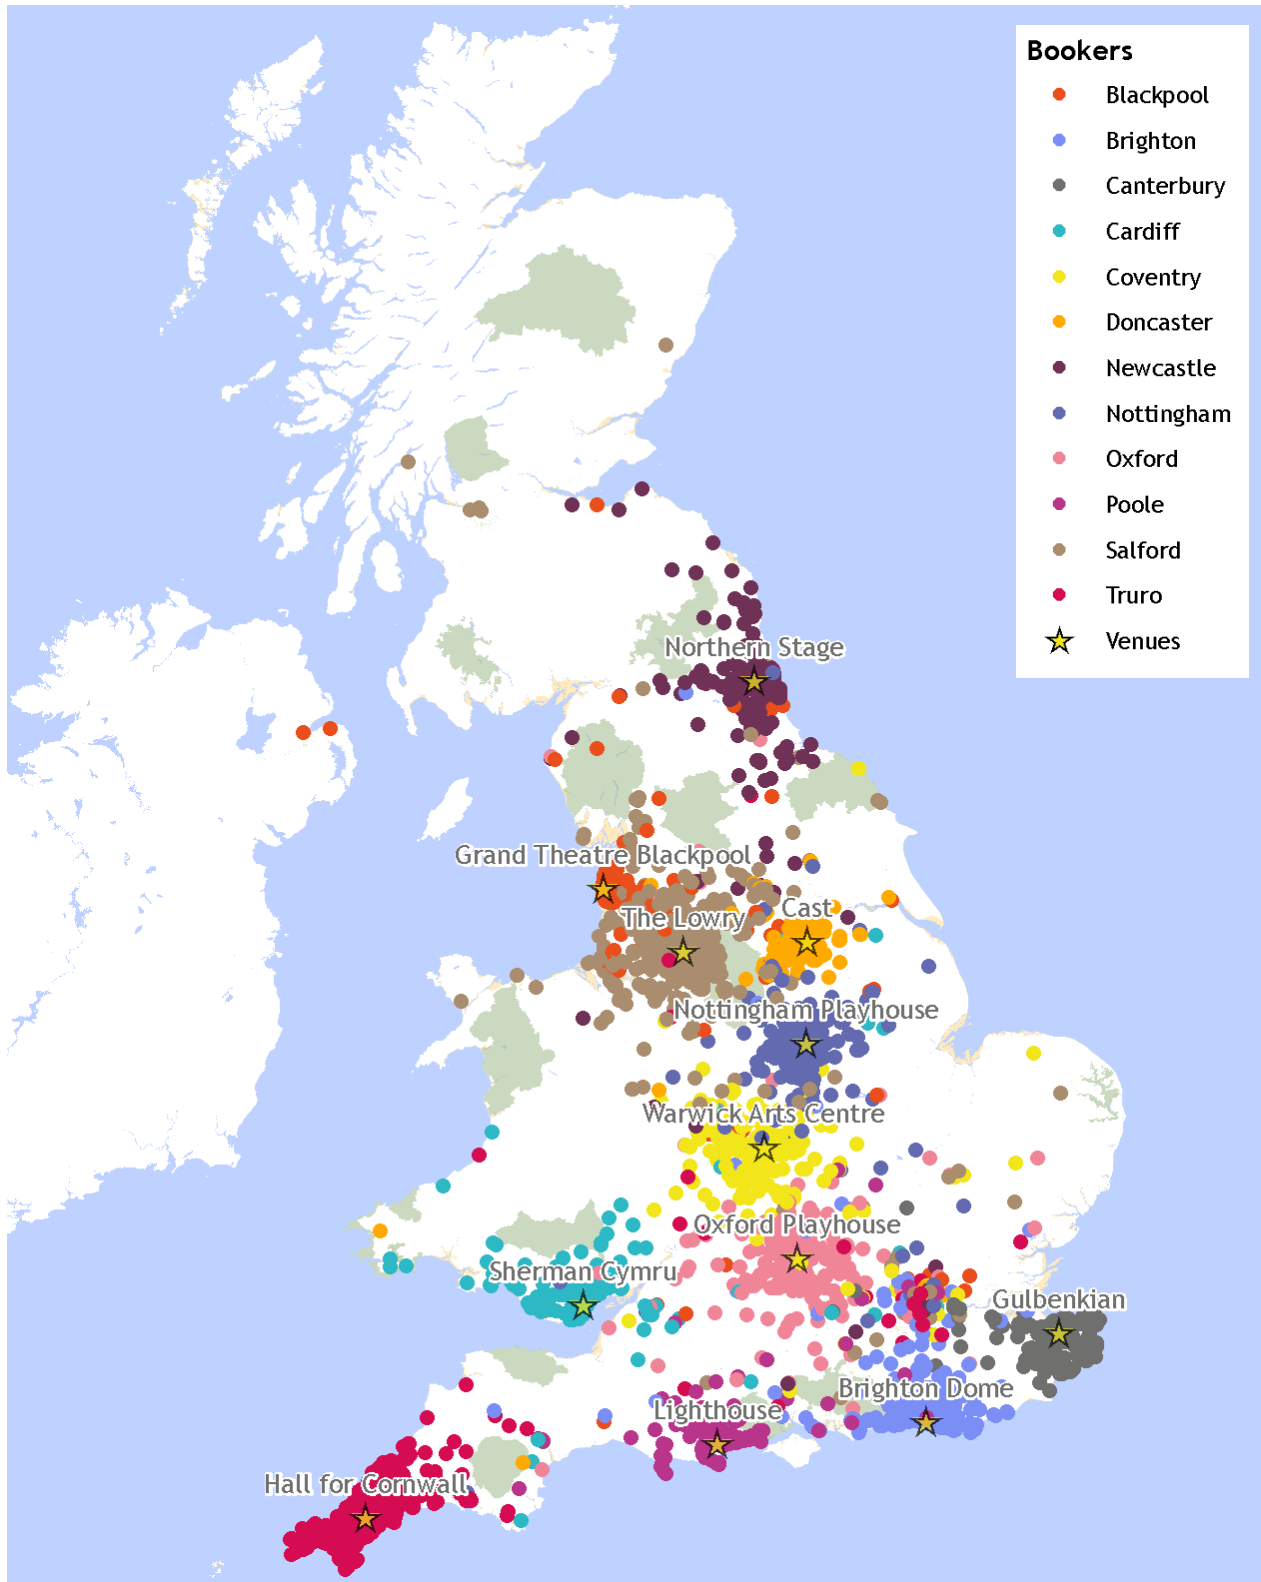 Bookers
Blackpool
Brighton
Canterbury
Cardiff
Coventry
Doncaster
Newcastle
Nottingham
Oxford
Poole
Salford
Truro
Venues
Northern Stage
Grand Theatre Blackpool
The Lowry
Cast
Nottingham Playhouse
Warwick Arts Centre
Oxford Playhouse
Sherman Cymru
Gulbenkian
Brighton Dome
Lighthouse
Hall for Cornwall